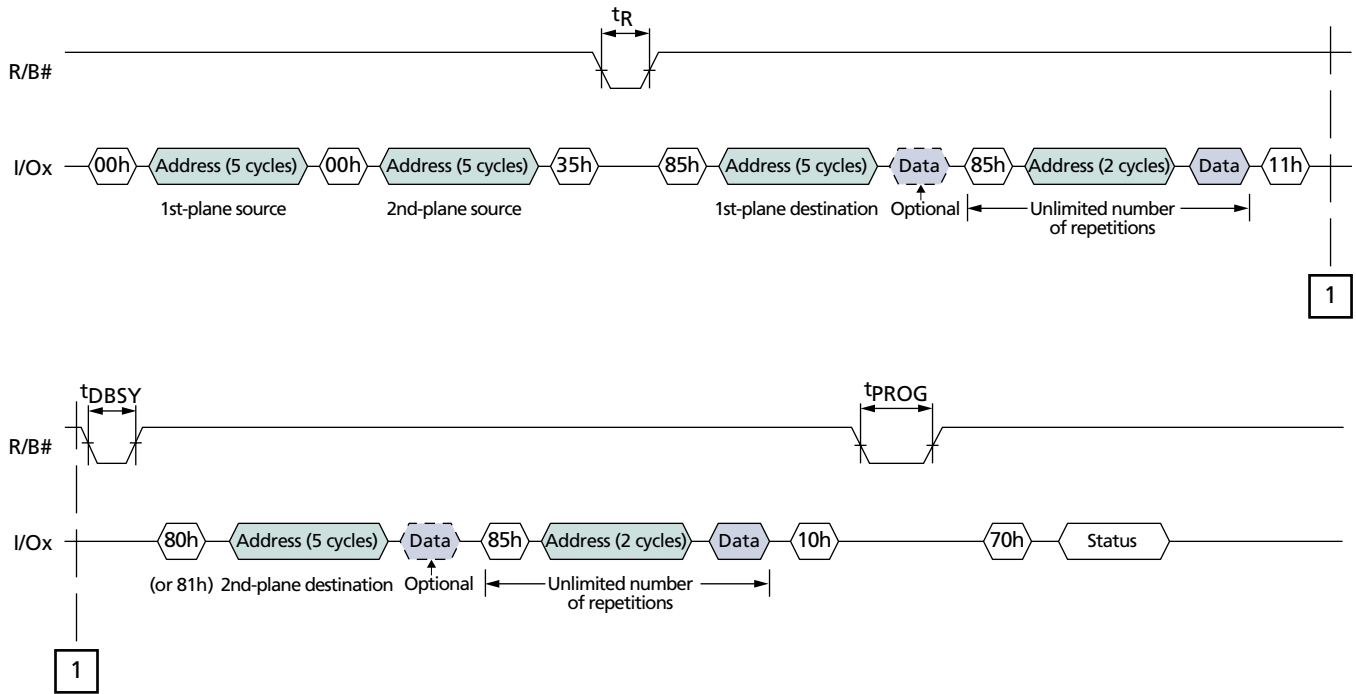 tR
R/B#
I/Ox 00h Address (5 cycles) 00h Address (5 cycles) 35h 85h Address (5 cycles) Data 85h Address (2 cycles) Data 11h
1st-plane source 2nd-plane source 1st-plane destination Optional Unlimited number
of repetitions
1
tDBSY tPROG
R/B#
I/Ox 80h Address (5 cycles) Data 85h Address (2 cycles) Data 10h 70h Status
(or 81h) 2nd-plane destination Optional Unlimited number
of repetitions
1